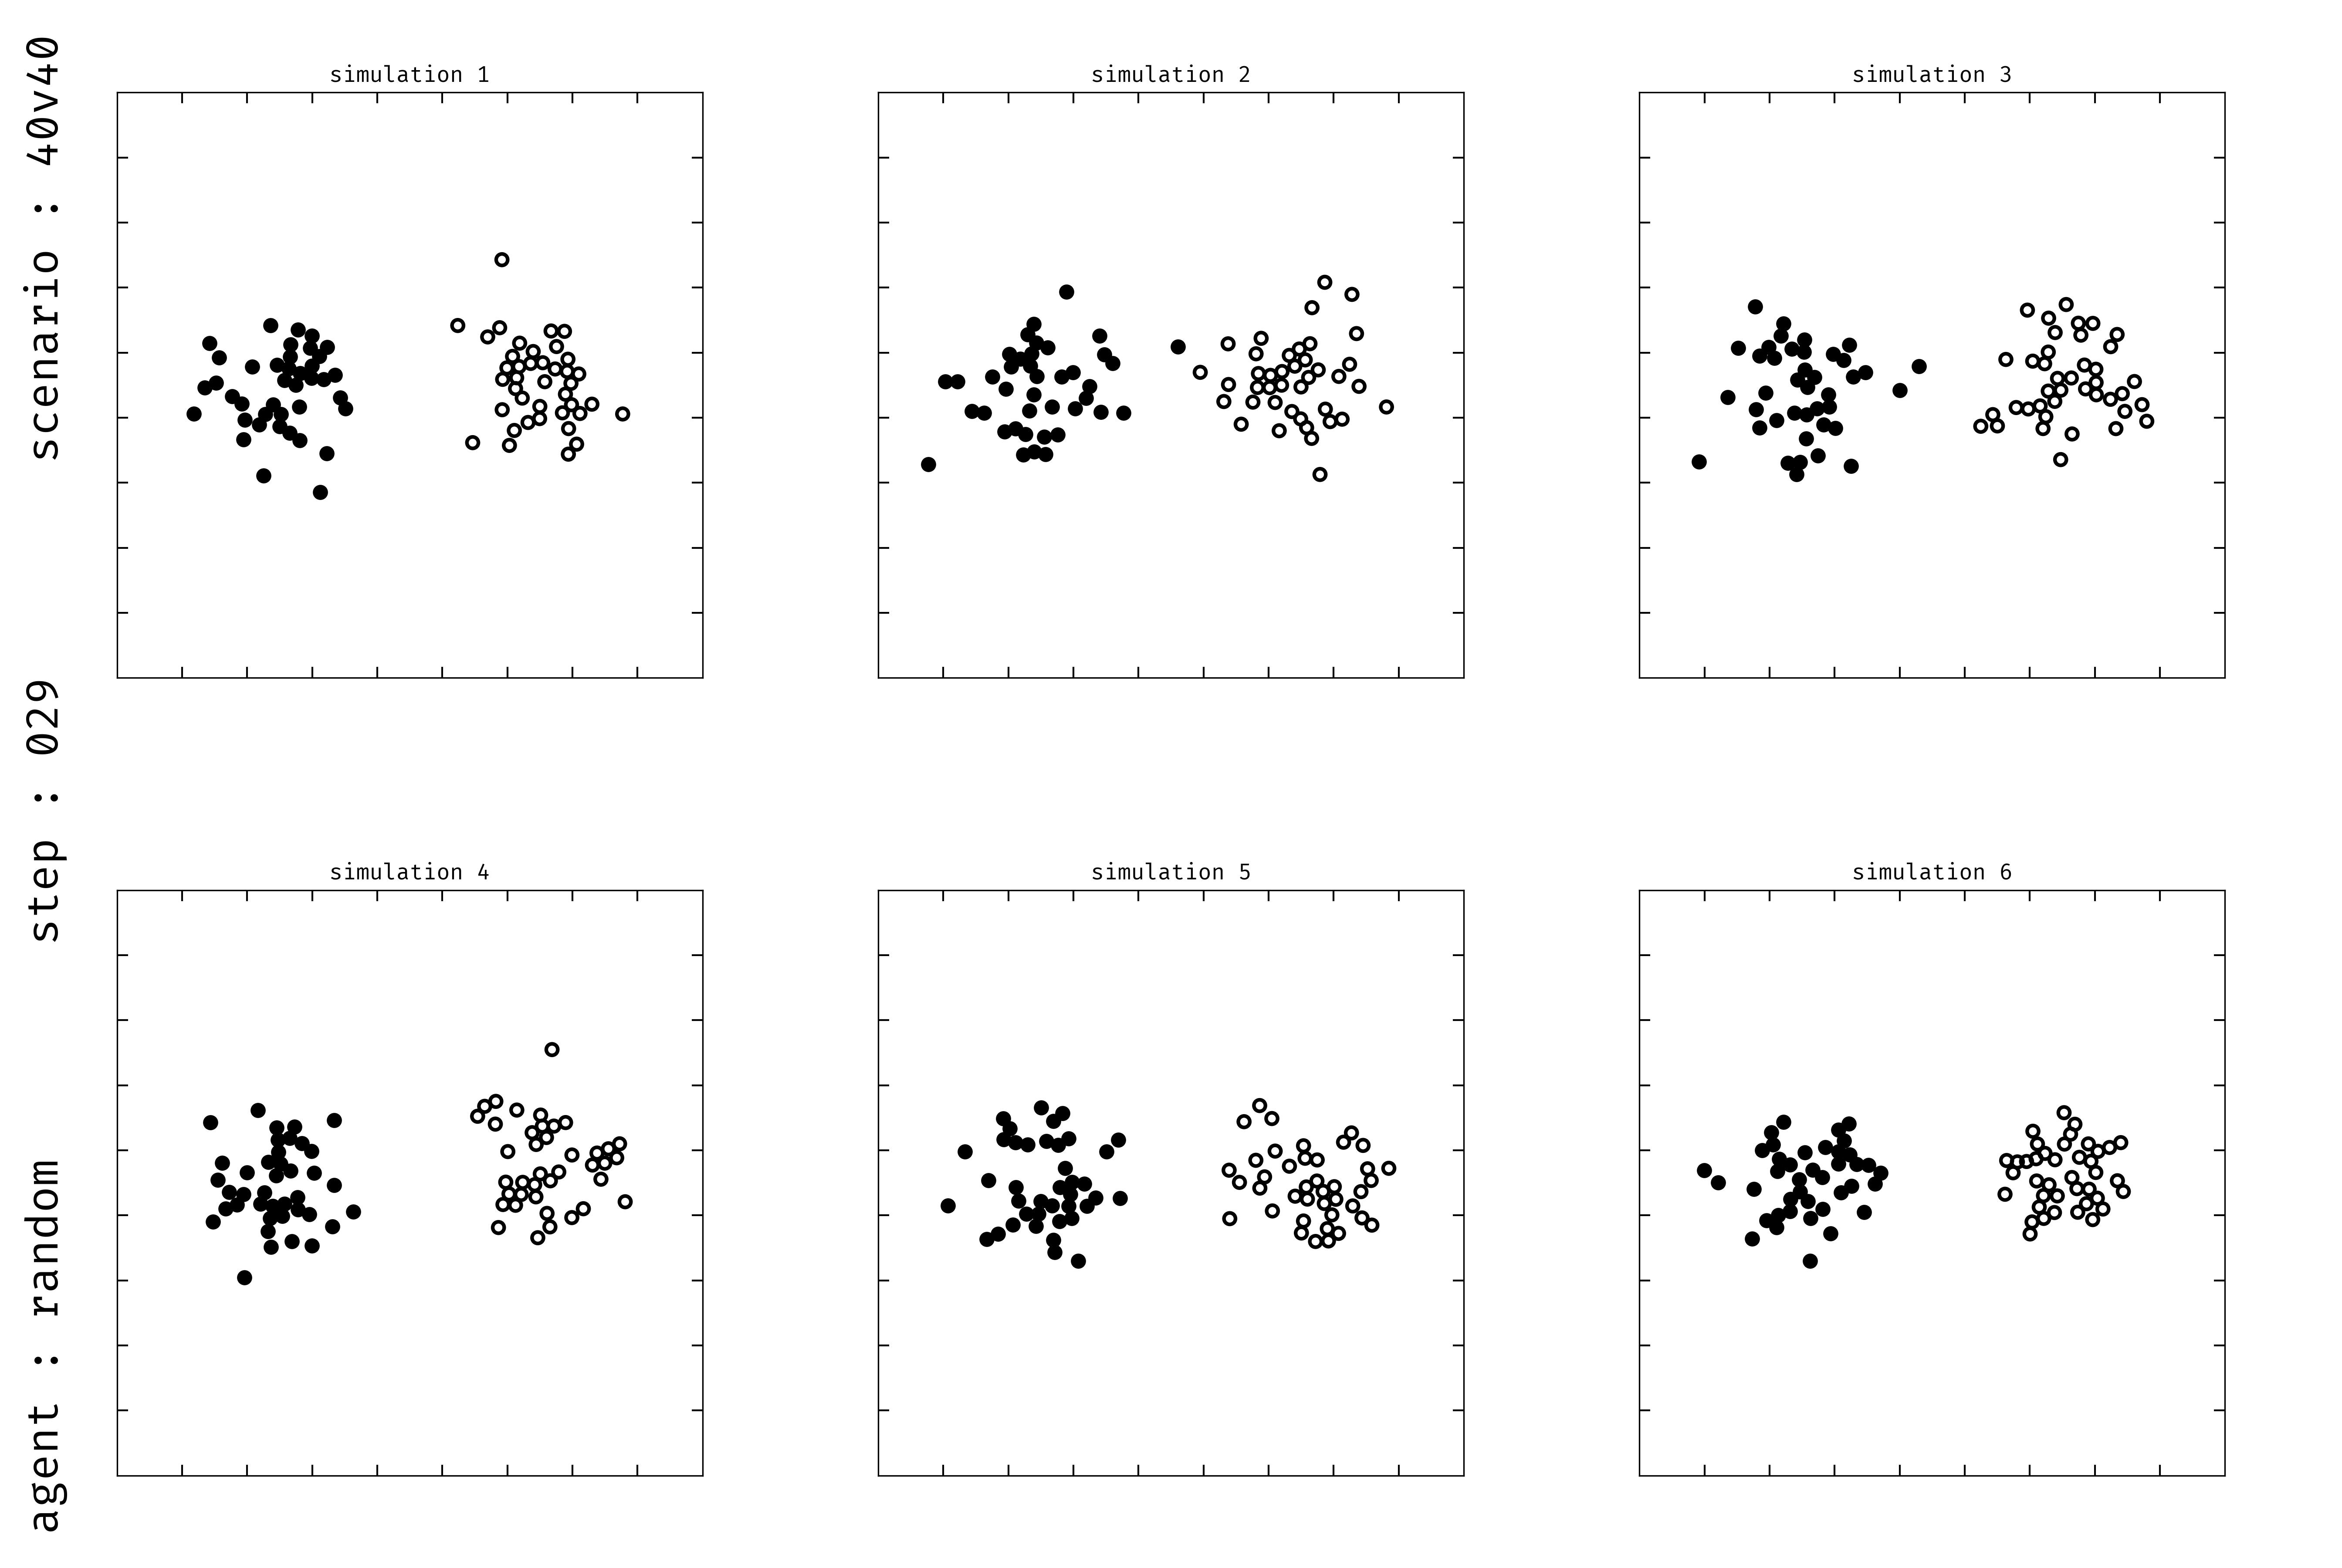 agent : random step : 029 scenario : 40v40
simulation 1
simulation 2
simulation 3
simulation 4
simulation 5
simulation 6